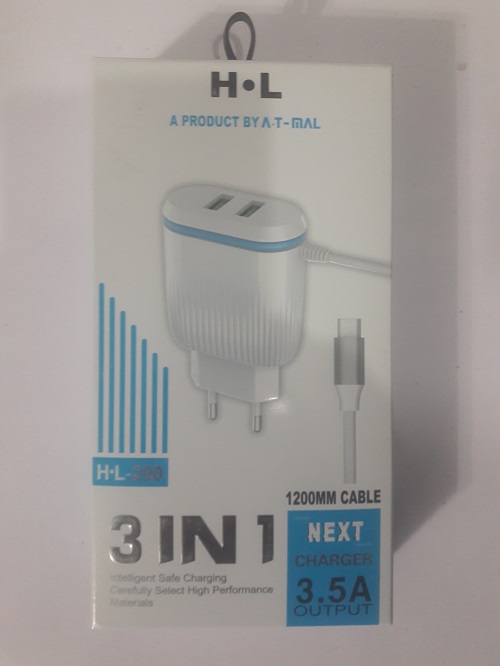 H•L
A PRODUCT BY A•T-MAL
H•L-
1200MM CABLE
3 IN 1
NEXT
CHARGER
3.5A
OUTPUT
Intelligent Safe Charging
Carefully Select High Performance
Materials